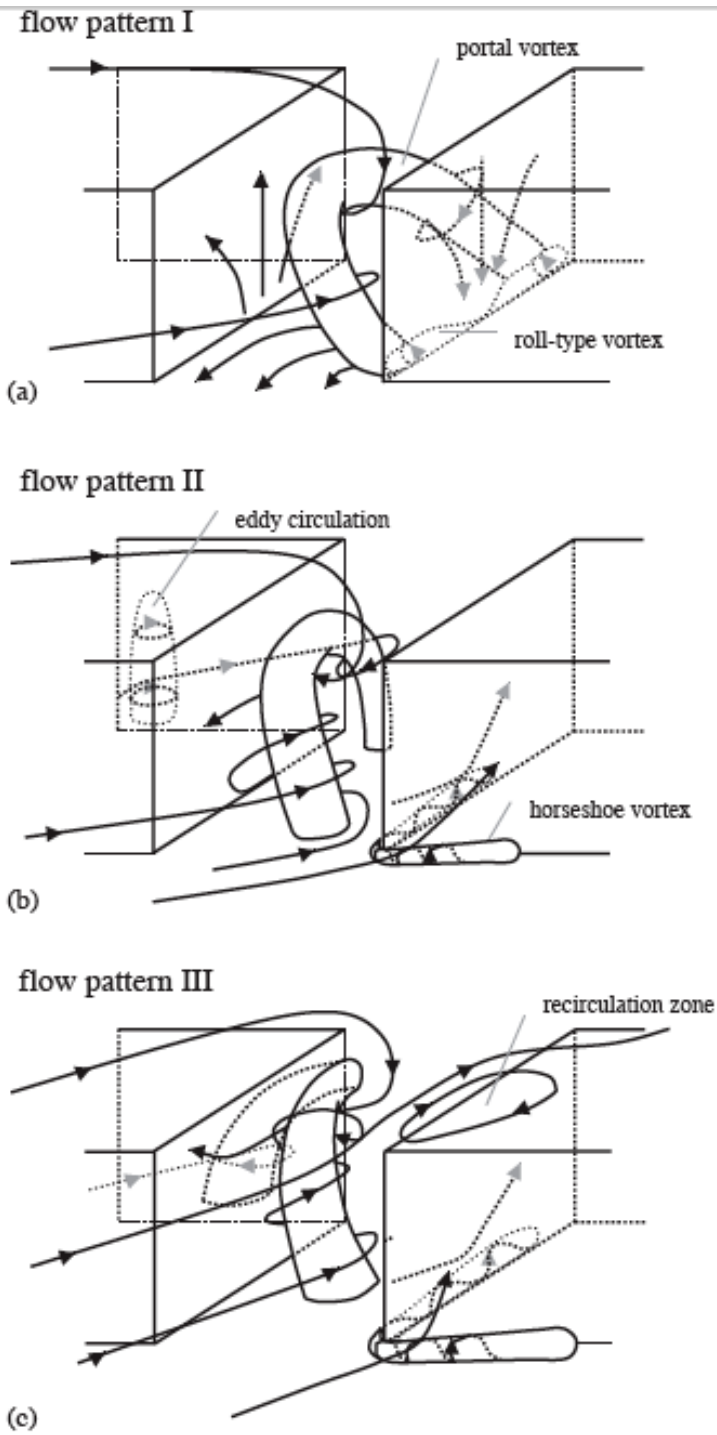 flow pattern I
portal vortex
roll-type vortex
(a)
flow pattern II
eddy circulation
horseshoe vortex
(b)
flow pattern III
recirculation zone
(c)